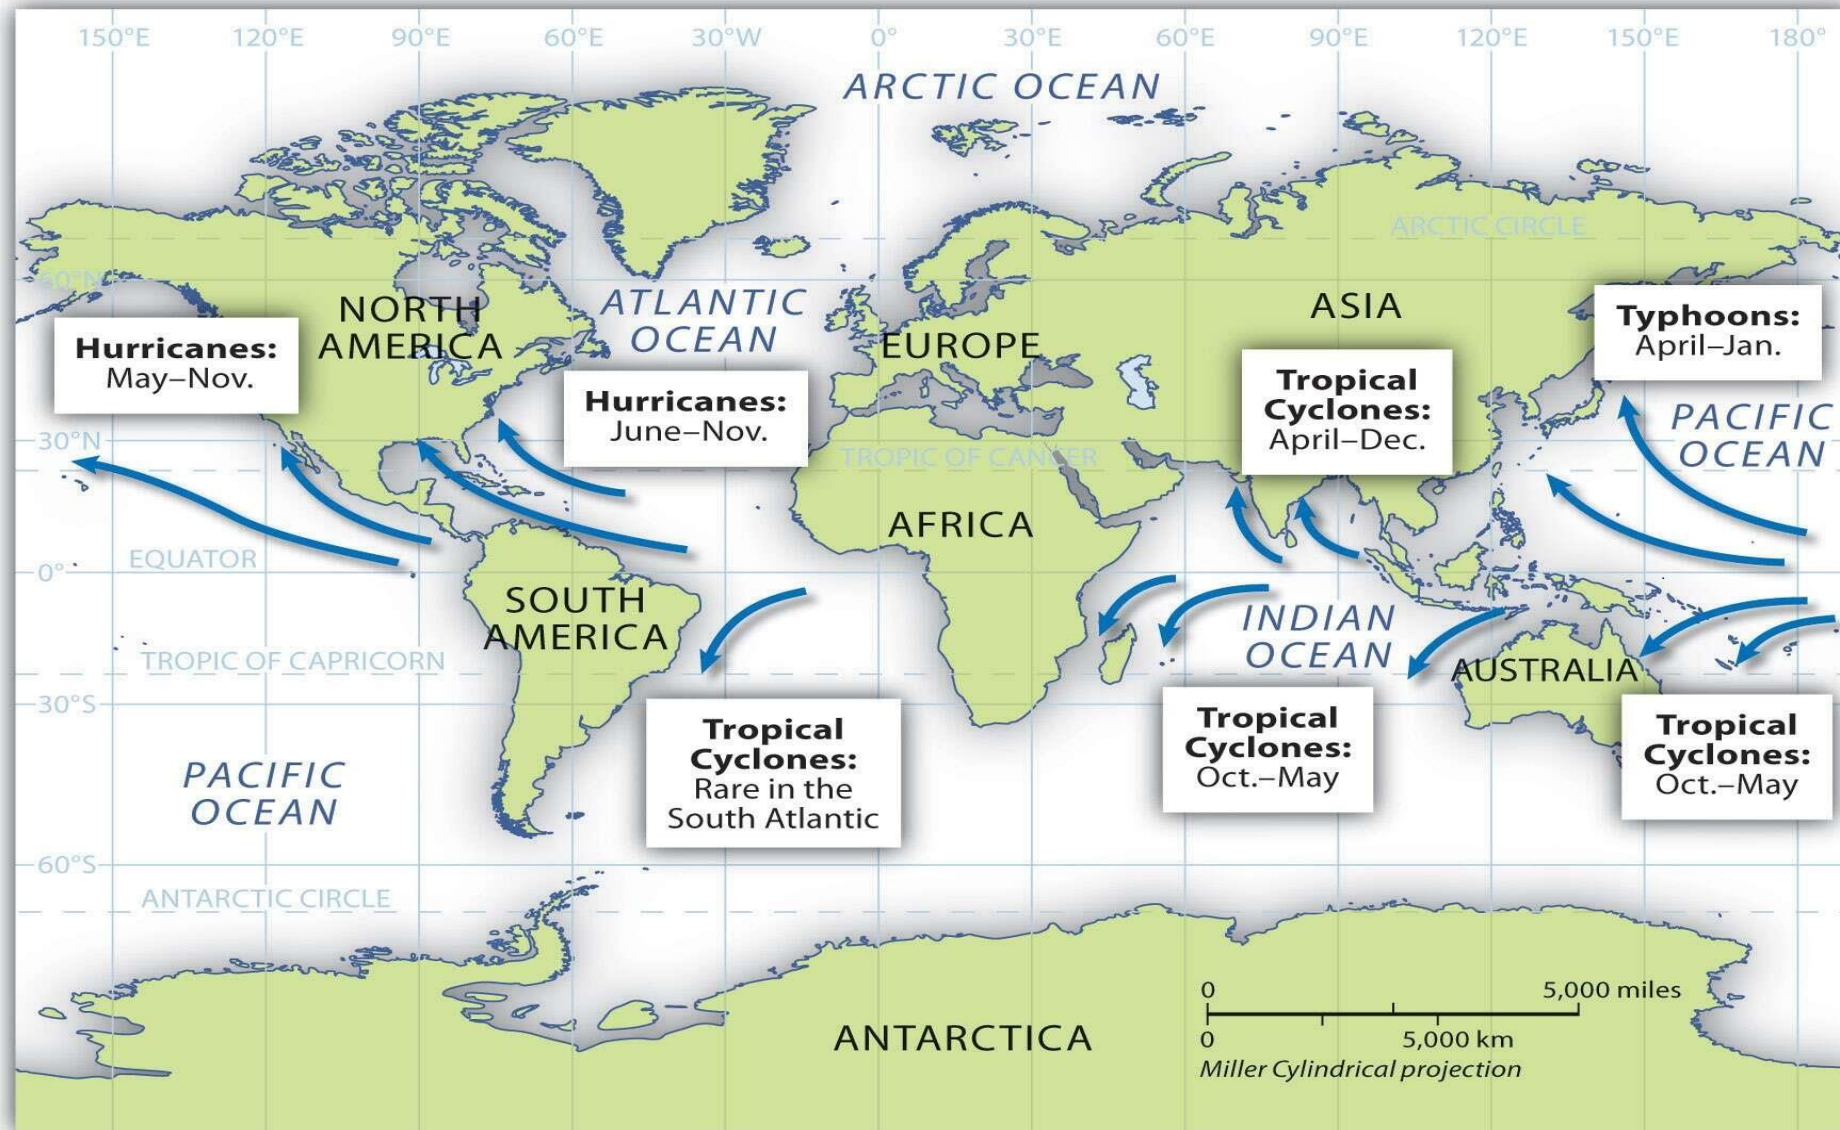 150°E 120°E 90°E 60°E 30°W 0° 30°E 60°E 90°E 120°E 150°E 180°
ARCTIC OCEAN
ARCTIC CIRCLE
60°N
NORTH
AMERICA
ATLANTIC
OCEAN
EUROPE
ASIA
Typhoons:
April–Jan.
Hurricanes:
May–Nov.
Hurricanes:
June–Nov.
Tropical
Cyclones:
April–Dec.
PACIFIC
OCEAN
30°N
TROPIC OF CANCER
AFRICA
EQUATOR
0°
SOUTH
AMERICA
INDIAN
OCEAN
TROPIC OF CAPRICORN
AUSTRALIA
30°S
Tropical
Cyclones:
Rare in the
South Atlantic
Tropical
Cyclones:
Oct.–May
Tropical
Cyclones:
Oct.–May
PACIFIC
OCEAN
60°S
ANTARCTIC CIRCLE
ANTARCTICA
0 5,000 miles
0 5,000 km
Miller Cylindrical projection